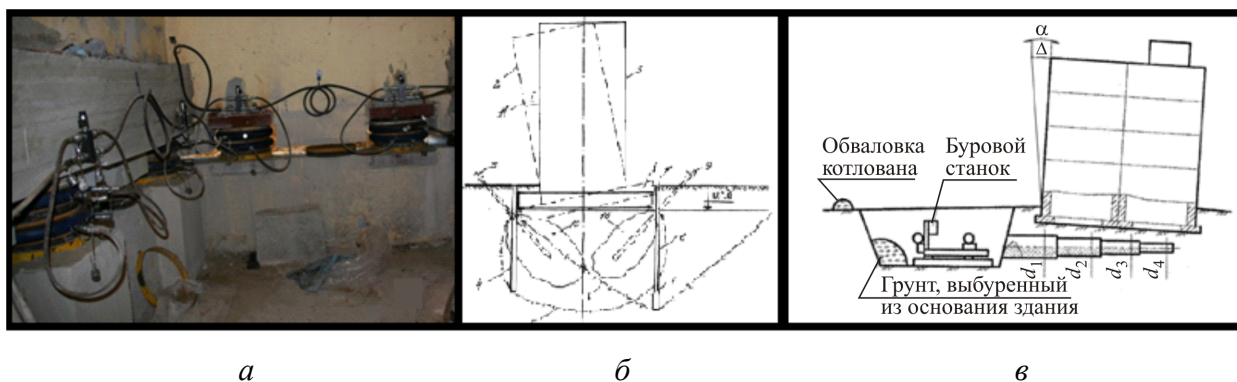 α
Δ
Обваловка
котлована
Буровой
станок
d1
d2
d3
d4
Грунт, выбуренный
из основания здания
а
б
в